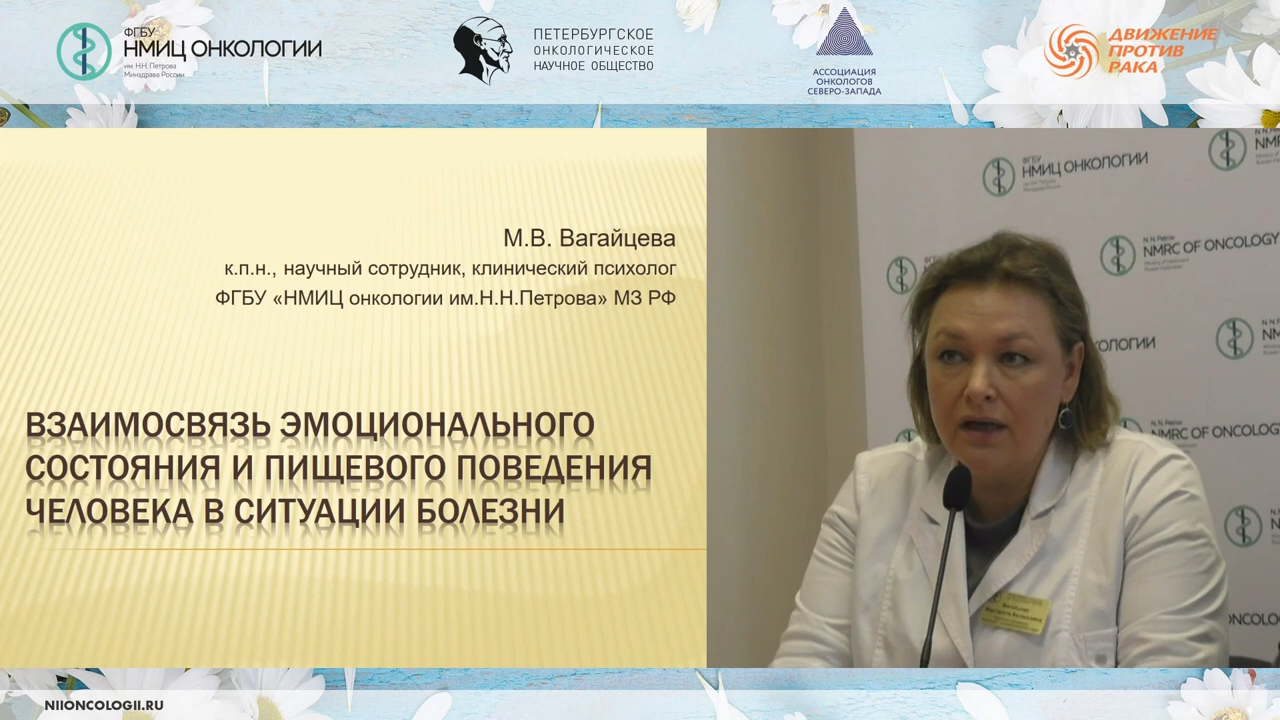 ФГБУ
НМИЦ ОНКОЛОГИИ
им. Н.Н. Петрова
Минздрава России
ПЕТЕРБУРГСКОЕ
ОНКОЛОГИЧЕСКОЕ
НАУЧНОЕ ОБЩЕСТВО
АССОЦИАЦИЯ
ОНКОЛОГОВ
СЕВЕРО-ЗАПАДА
ДВИЖЕНИЕ
ПРОТИВ
РАКА
М.В. Вагайцева
к.п.н., научный сотрудник, клинический психолог
ФГБУ «НМИЦ онкологии им.Н.Н.Петрова» МЗ РФ
ВЗАИМОСВЯЗЬ ЭМОЦИОНАЛЬНОГО
СОСТОЯНИЯ И ПИЩЕВОГО ПОВЕДЕНИЯ
ЧЕЛОВЕКА В СИТУАЦИИ БОЛЕЗНИ
ФГБУ
НМИЦ ОНКОЛОГИИ
N.N. Petrov
NMRC OF ONCOLOGY
ОНКОЛОГИИ
N.N. Petrov
NMRC OF ONCOLOGY
NIIONCOLOGII.RU